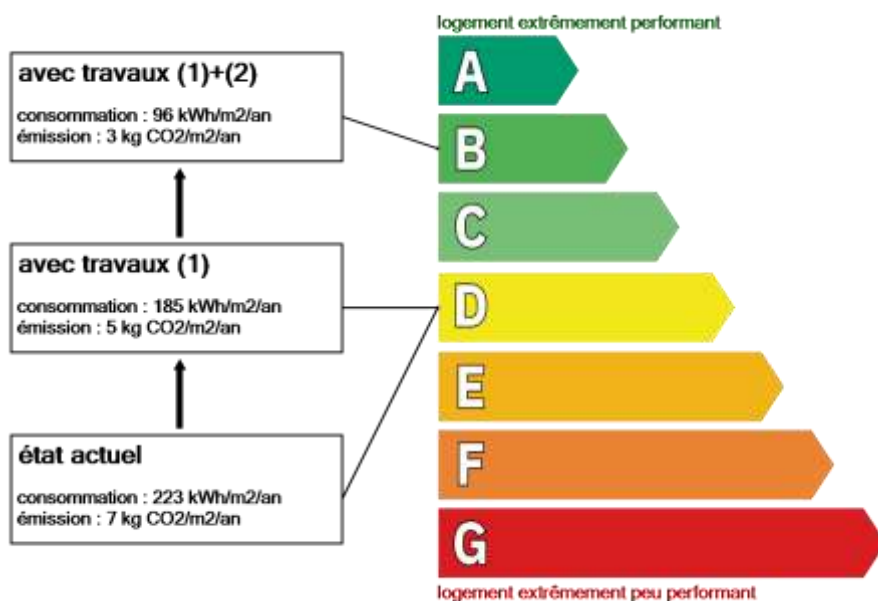 logement extrêmement performant
avec travaux (1)+(2)
consommation : 96 kWh/m2/an
émission : 3 kg CO2/m2/an
avec travaux (1)
consommation : 185 kWh/m2/an
émission : 5 kg CO2/m2/an
état actuel
consommation : 223 kWh/m2/an
émission : 7 kg CO2/m2/an
A
B
C
D
E
F
G
logement extrêmement peu performant